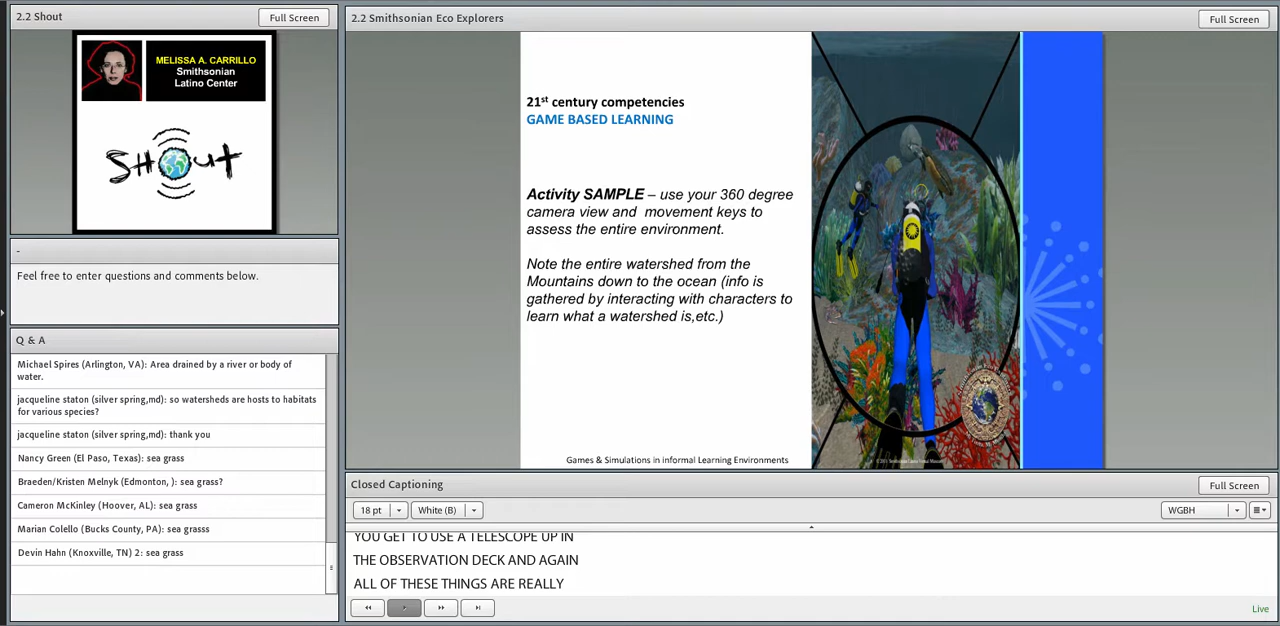 2.2 Shout
Full Screen
MELISSA A. CARRILLO
Smithsonian
Latino Center
SHOUT
-
Feel free to enter questions and comments below.
Q & A
Michael Spires (Arlington, VA): Area drained by a river or body of
water.
jacqueline staton (silver spring,md): so watersheds are hosts to habitats
for various species?
jacqueline staton (silver spring,md): thank you
Nancy Green (El Paso, Texas): sea grass
Braeden/Kristen Melnyk (Edmonton, ): sea grass?
Cameron McKinley (Hoover, AL): sea grass
Marian Colello (Bucks County, PA): sea grasss
Devin Hahn (Knoxville, TN) 2: sea grass
2.2 Smithsonian Eco Explorers
Full Screen
21st century competencies
GAME BASED LEARNING
Activity SAMPLE – use your 360 degree
camera view and movement keys to
assess the entire environment.
Note the entire watershed from the
Mountains down to the ocean (info is
gathered by interacting with characters to
learn what a watershed is,etc.)
Games & Simulations in informal Learning Environments
Closed Captioning
Full Screen
18 pt
White (B)
WGBH
YOU GET TO USE A TELESCOPE UP IN
THE OBSERVATION DECK AND AGAIN
ALL OF THESE THINGS ARE REALLY
Live